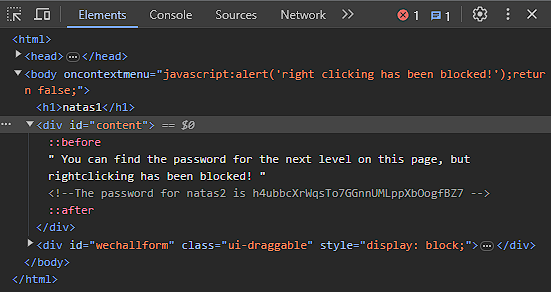 Elements Console Sources Network >> 1 1
<html>
<head> ... </head>
<body oncontextmenu="javascript:alert('right clicking has been blocked!');retur
n false;">
<h1>natas1</h1>
... <div id="content"> == $0
::before
" You can find the password for the next level on this page, but
rightclicking has been blocked! "
<!--The password for natas2 is h4ubbcXrWqsTo7GGnnUMLppXbOogfBZ7 -->
::after
</div>
<div id="wechallform" class="ui-draggable" style="display: block;"> ... </div>
</body>
</html>